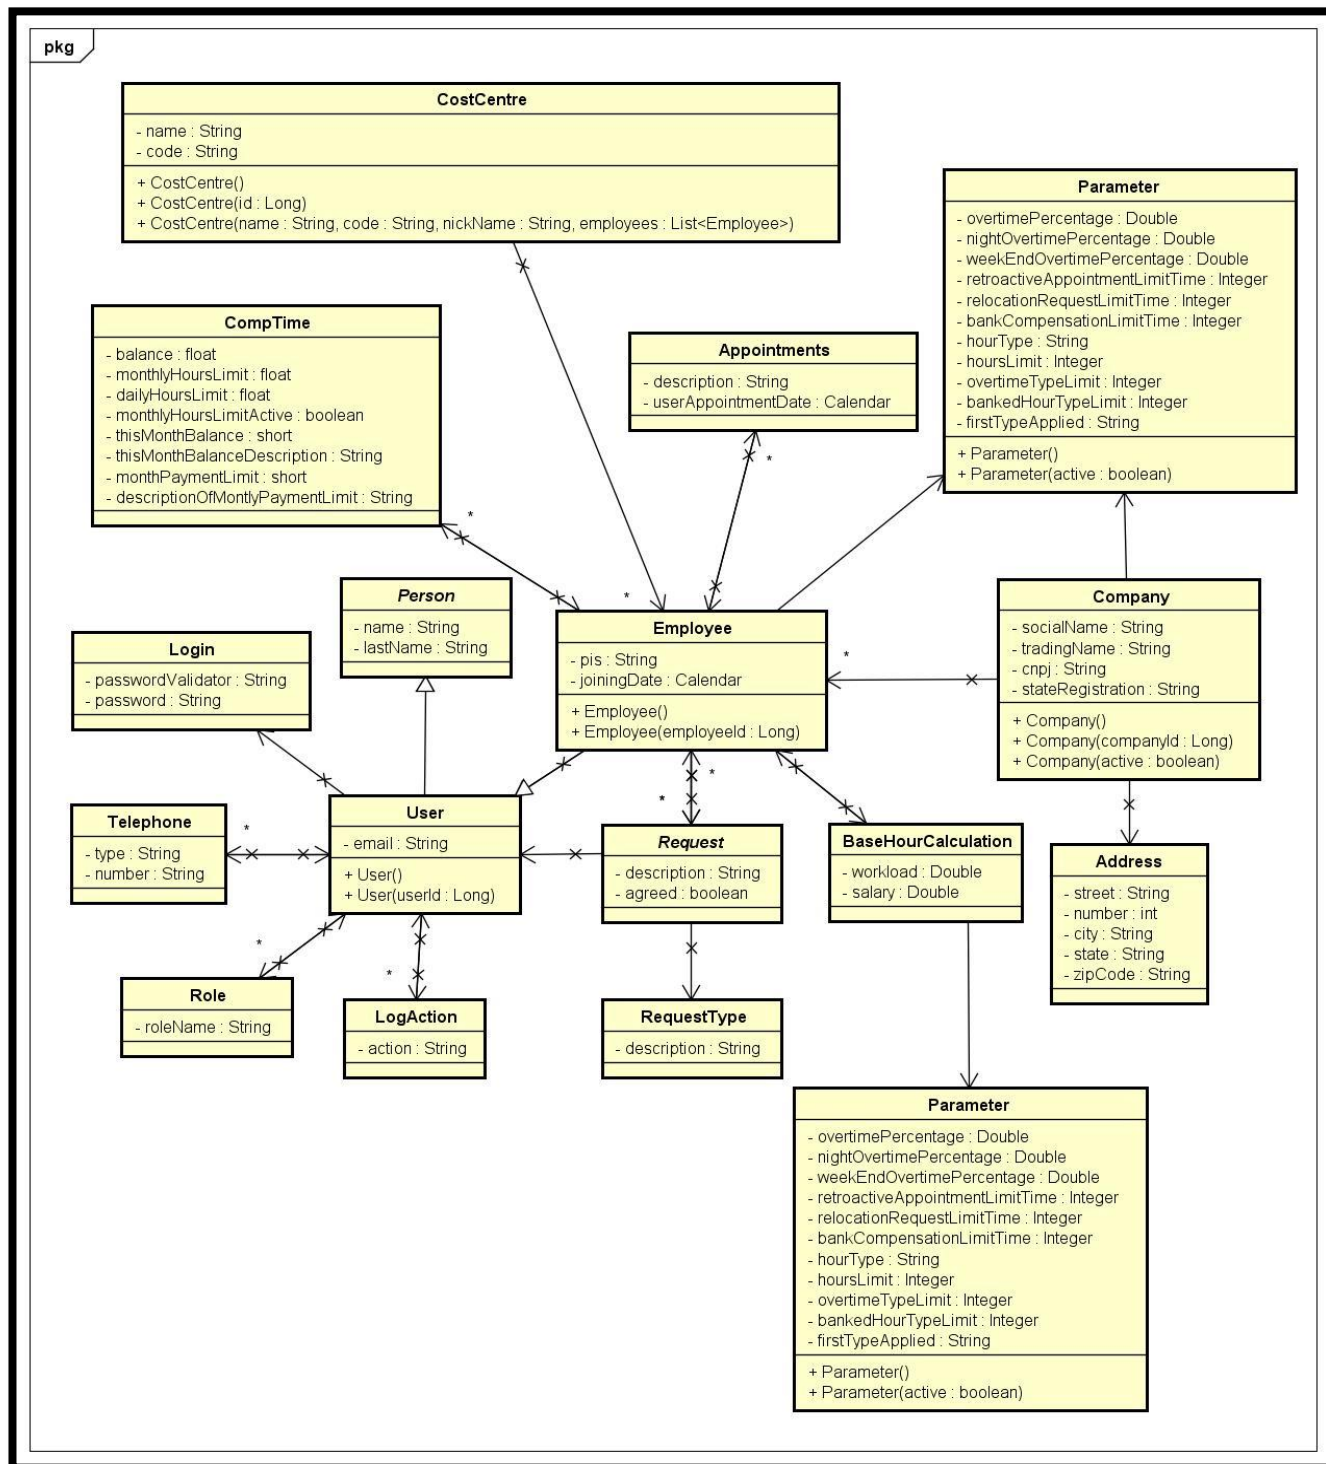 pkg
CostCentre
- name : String
- code : String
+ CostCentre()
+ CostCentre(id : Long)
+ CostCentre(name : String, code : String, nickName : String, employees : List<Employee>)
Parameter
- overtimePercentage : Double
- nightOvertimePercentage : Double
- weekEndOvertimePercentage : Double
- retroactiveAppointmentLimitTime : Integer
- relocationRequestLimitTime : Integer
- bankCompensationLimitTime : Integer
- hourType : String
- hoursLimit : Integer
- overtimeTypeLimit : Integer
- bankedHourTypeLimit : Integer
- firstTypeApplied : String
+ Parameter()
+ Parameter(active : boolean)
CompTime
- balance : float
- monthlyHoursLimit : float
- dailyHoursLimit : float
- monthlyHoursLimitActive : boolean
- thisMonthBalance : short
- thisMonthBalanceDescription : String
- monthPaymentLimit : short
- descriptionOfMontlyPaymentLimit : String
*
Appointments
- description : String
- userAppointmentDate : Calendar
*
Person
- name : String
- lastName : String
*
Employee
- pis : String
- joiningDate : Calendar
+ Employee()
+ Employee(employeeId : Long)
*
Company
- socialName : String
- tradingName : String
- cnpj : String
- stateRegistration : String
+ Company()
+ Company(companyId : Long)
+ Company(active : boolean)
Login
- passwordValidator : String
- password : String
Telephone
- type : String
- number : String
*
User
- email : String
+ User()
+ User(userId : Long)
*
*
Request
- description : String
- agreed : boolean
BaseHourCalculation
- workload : Double
- salary : Double
Address
- street : String
- number : int
- city : String
- state : String
- zipCode : String
*
Role
- roleName : String
*
LogAction
- action : String
RequestType
- description : String
Parameter
- overtimePercentage : Double
- nightOvertimePercentage : Double
- weekEndOvertimePercentage : Double
- retroactiveAppointmentLimitTime : Integer
- relocationRequestLimitTime : Integer
- bankCompensationLimitTime : Integer
- hourType : String
- hoursLimit : Integer
- overtimeTypeLimit : Integer
- bankedHourTypeLimit : Integer
- firstTypeApplied : String
+ Parameter()
+ Parameter(active : boolean)